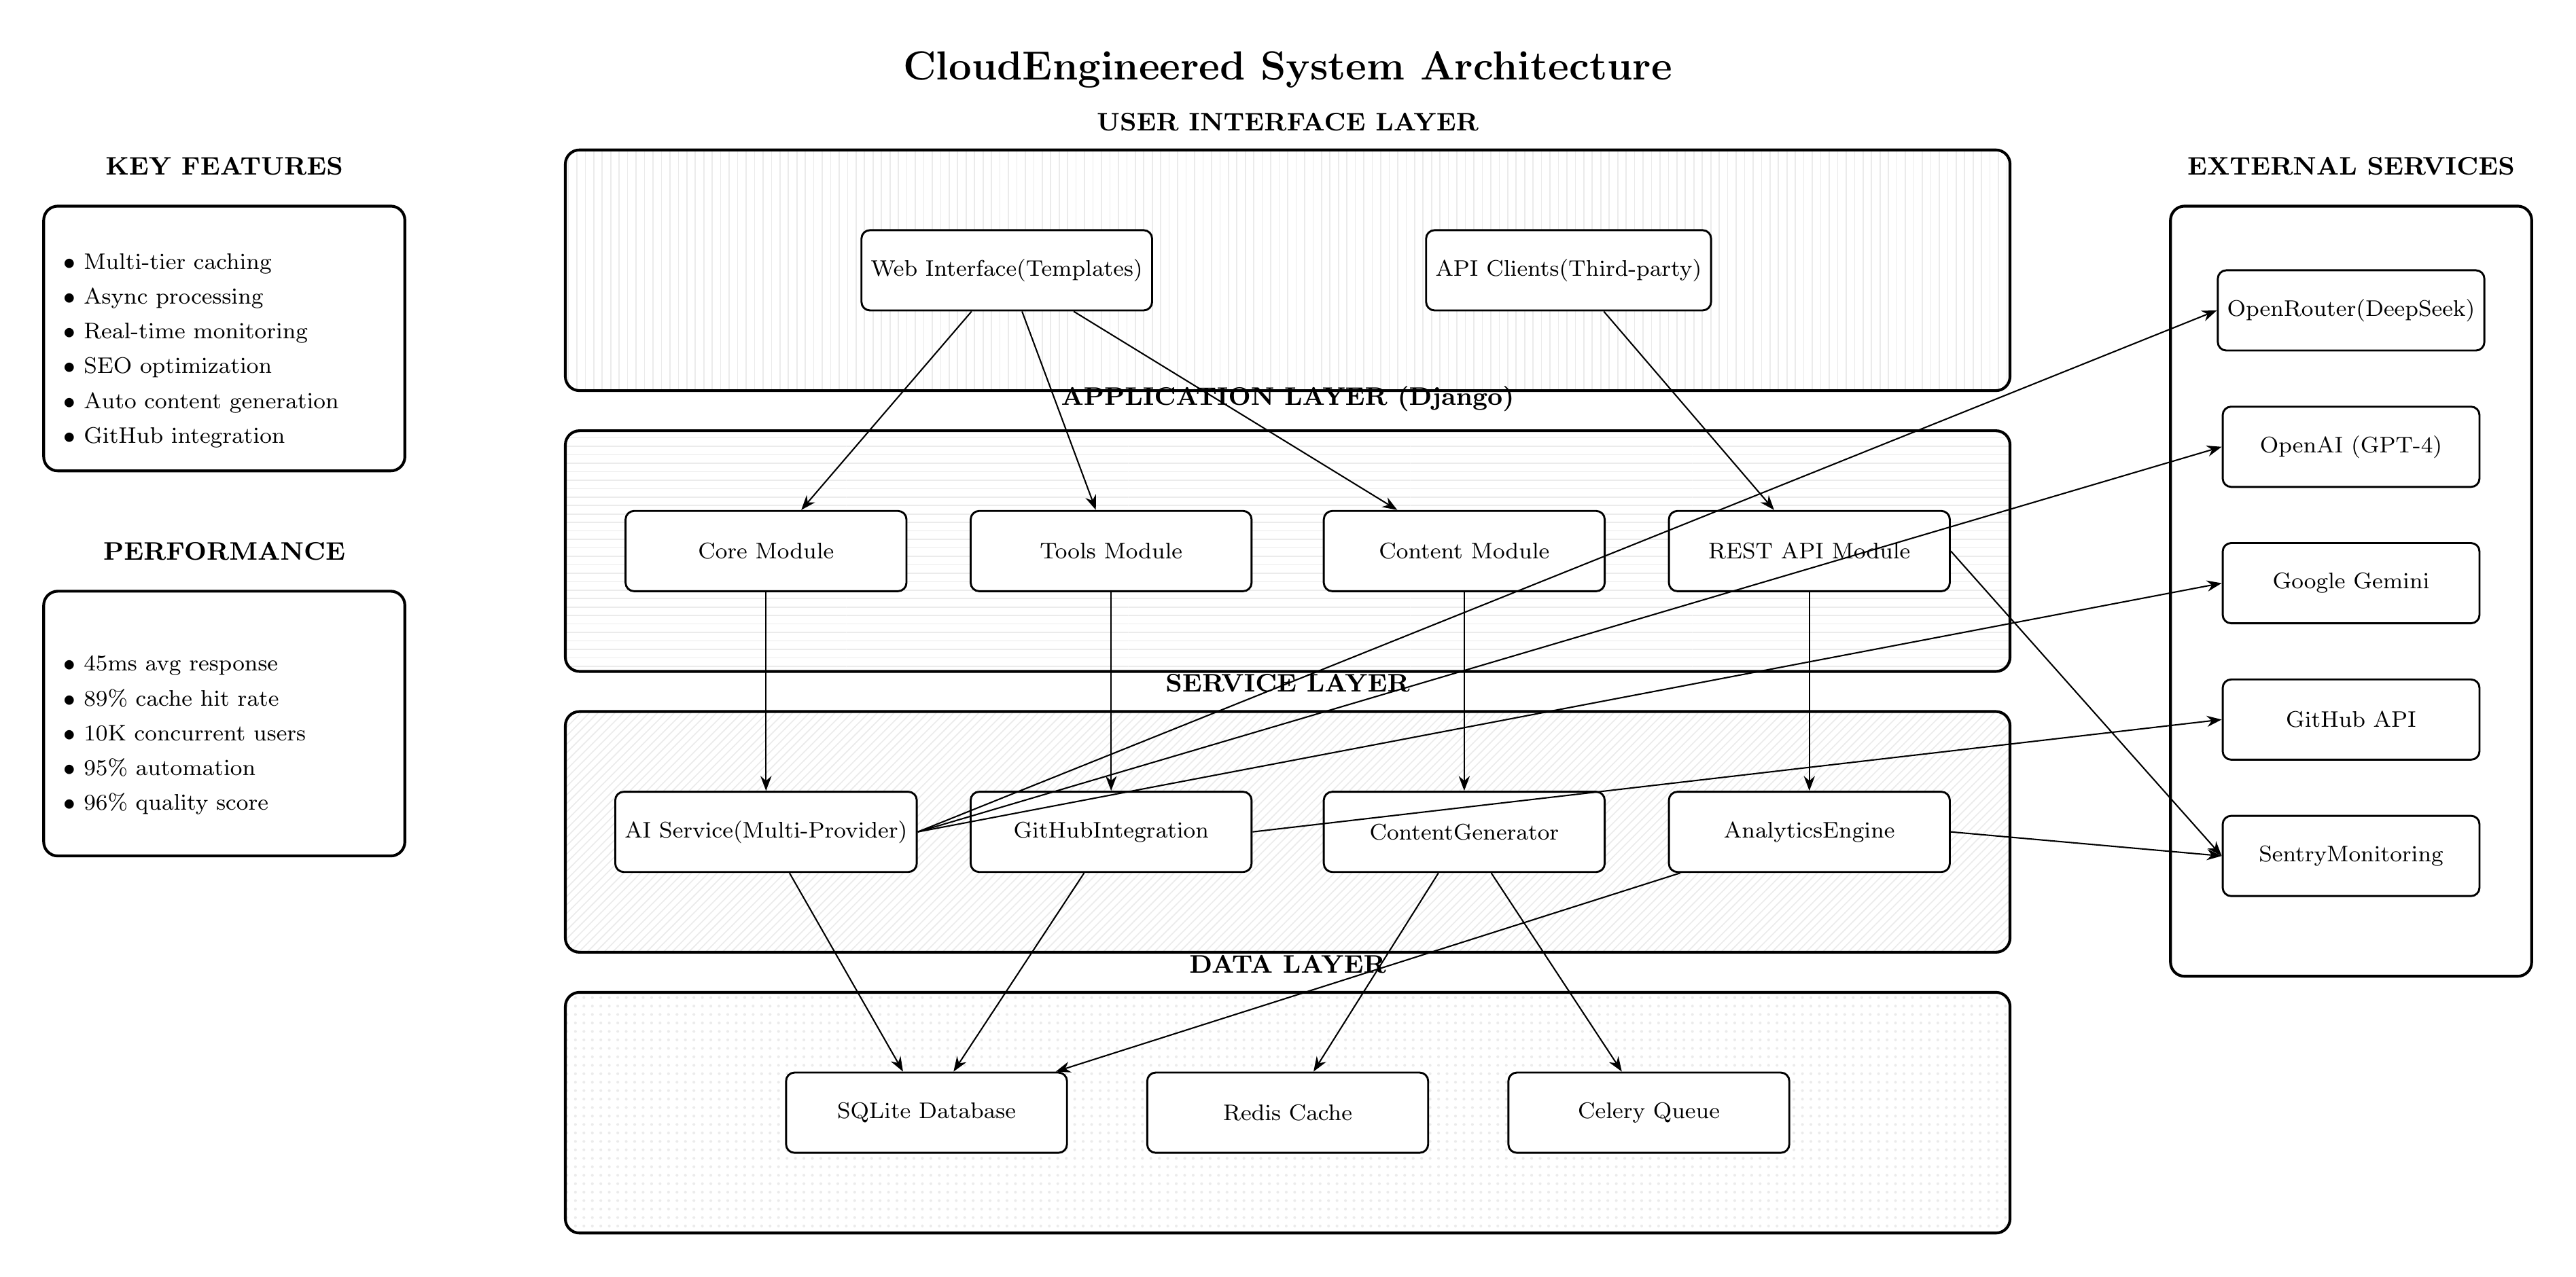 CloudEngineered System Architecture
KEY FEATURES
• Multi-tier caching
• Async processing
• Real-time monitoring
• SEO optimization
• Auto content generation
• GitHub integration
PERFORMANCE
• 45ms avg response
• 89% cache hit rate
• 10K concurrent users
• 95% automation
• 96% quality score
USER INTERFACE LAYER
Web Interface(Templates)
API Clients(Third-party)
APPLICATION LAYER (Django)
Core Module
Tools Module
Content Module
REST API Module
SERVICE LAYER
AI Service(Multi-Provider)
GitHubIntegration
ContentGenerator
AnalyticsEngine
DATA LAYER
SQLite Database
Redis Cache
Celery Queue
EXTERNAL SERVICES
OpenRouter(DeepSeek)
OpenAI (GPT-4)
Google Gemini
GitHub API
SentryMonitoring